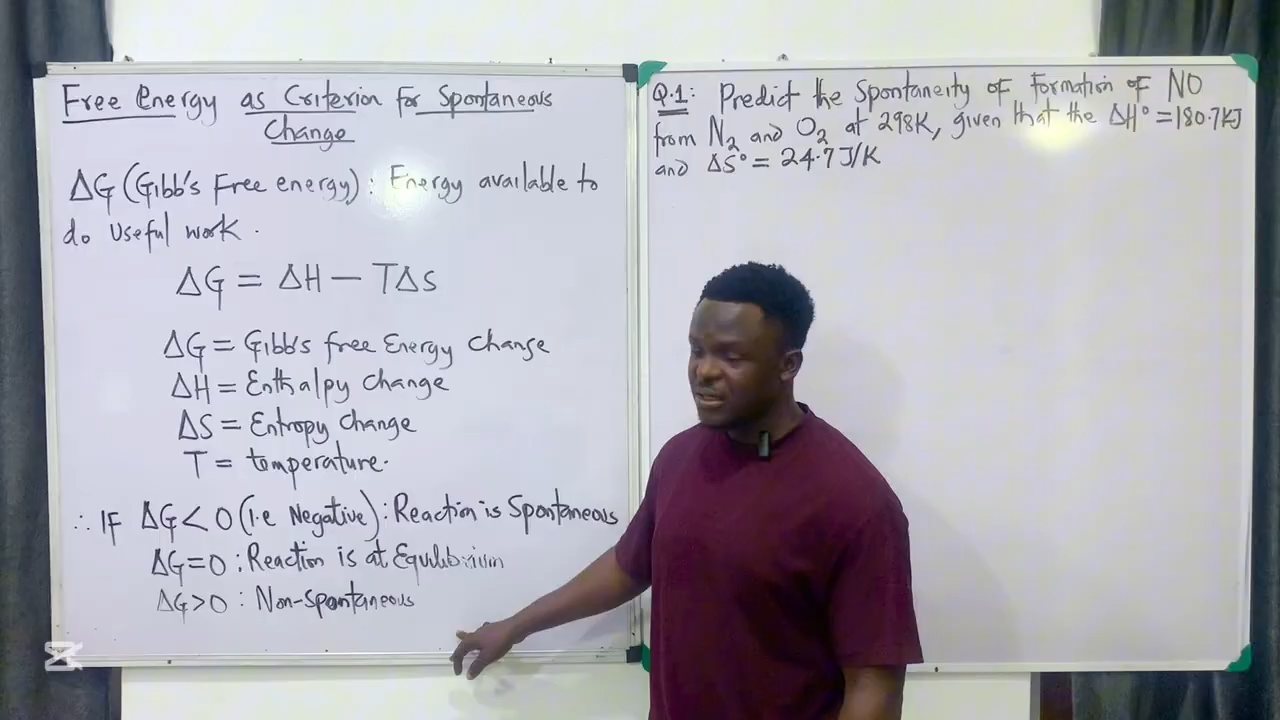 Free Energy as Criterion for Spontaneous
Change
ΔG (Gibb's Free energy): Energy available to
do Useful work.
ΔG = ΔH – TΔS
ΔG = Gibb's free Energy Change
ΔH = Enthalpy change
ΔS = Entropy change
T = temperature.
∴ IF ΔG < 0 (i.e Negative): Reaction is Spontaneous
ΔG = 0 : Reaction is at Equilibrium
ΔG > 0 : Non-Spontaneous
Q.1: Predict the Spontaneity of Formation of NO
from N₂ and O₂ at 298K, given that the ΔH° = 180.7KJ
and ΔS° = 24.7 J/K